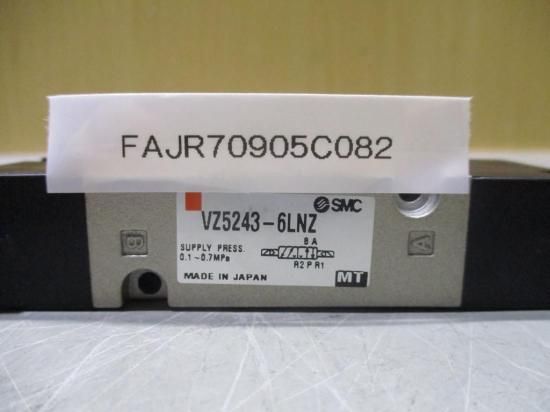 FAJR70905C082
SMC
VZ5243-6LNZ
B A
SUPPLY PRESS.
0.1~0.7MPa
R2 P R1
MADE IN JAPAN
MT
B
A